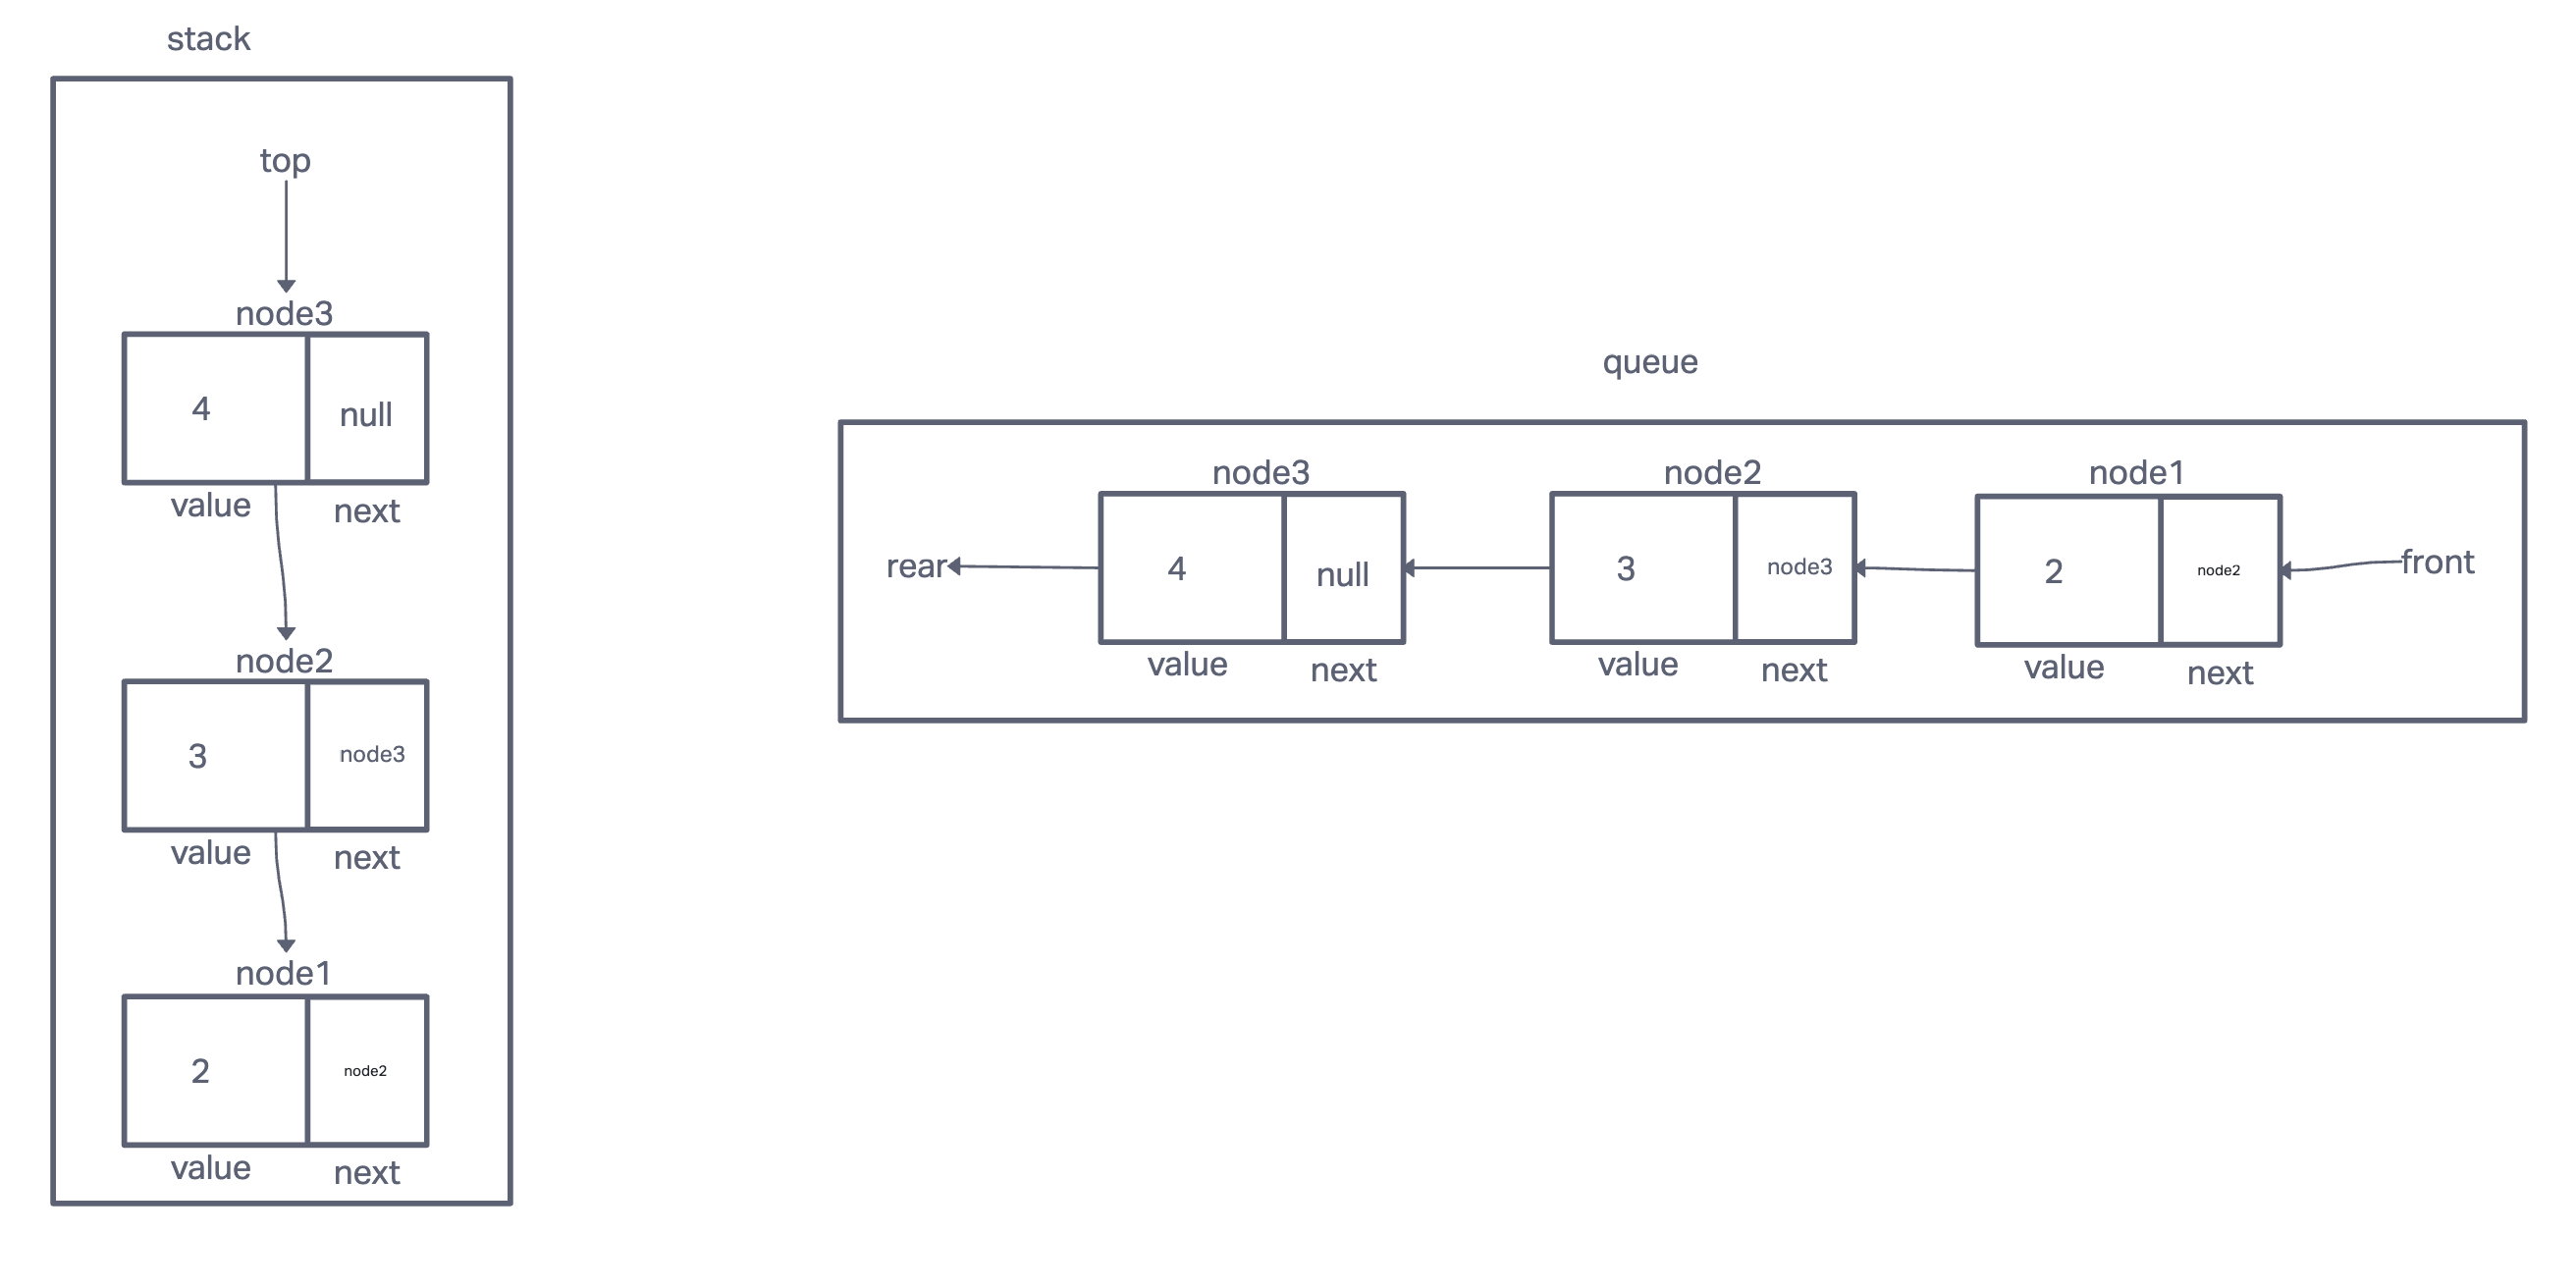 stack
top
node3
4 null
value next
node2
3 node3
value next
node1
2 node2
value next
queue
node3 node2 node1
rear 4 null 3 node3 2 node2 front
value next value next value next